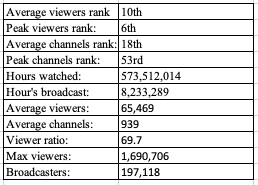 Average viewers rank 10th
Peak viewers rank: 6th
Average channels rank: 18th
Peak channels rank: 53rd
Hours watched: 573,512,014
Hour's broadcast: 8,233,289
Average viewers: 65,469
Average channels: 939
Viewer ratio: 69.7
Max viewers: 1,690,706
Broadcasters: 197,118